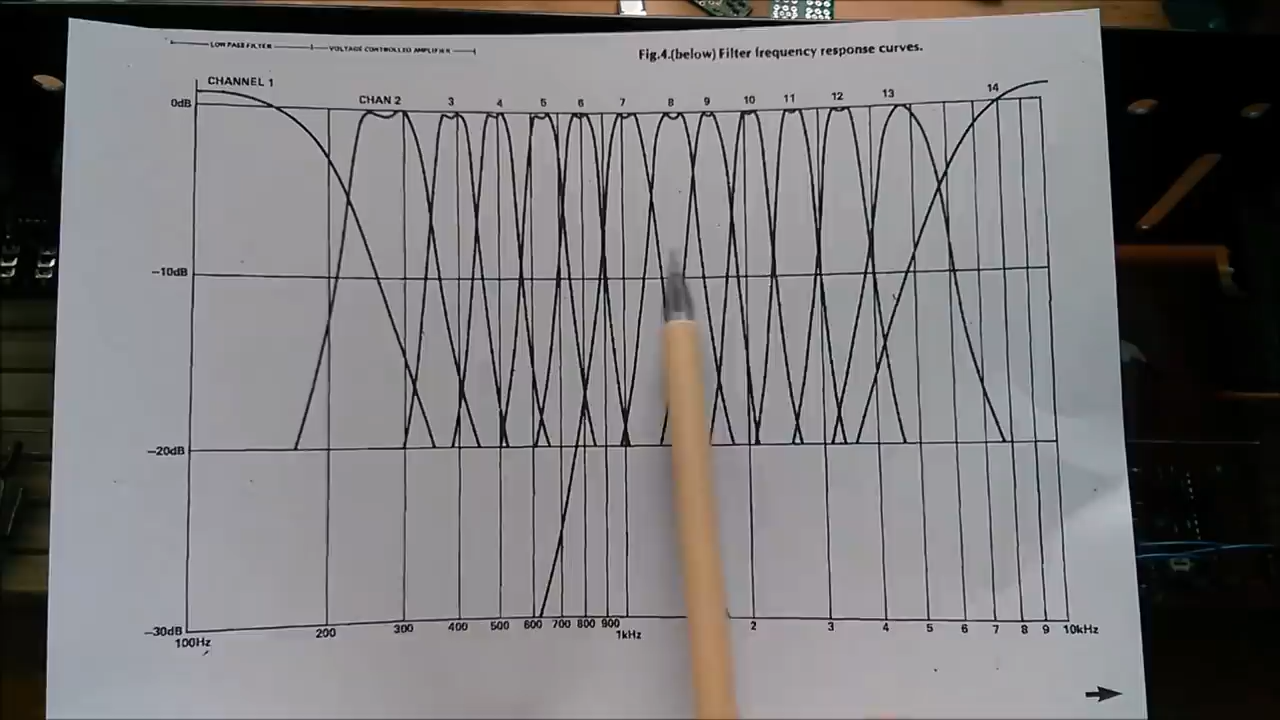 LOW PASS FILTER VOLTAGE CONTROLLED AMPLIFIER
Fig.4.(below) Filter frequency response curves.
CHANNEL 1
CHAN 2 3 4 5 6 7 8 9 10 11 12 13 14
0dB
−10dB
−20dB
−30dB
100Hz 200 300 400 500 600 700 800 900 1kHz 2 3 4 5 6 7 8 9 10kHz